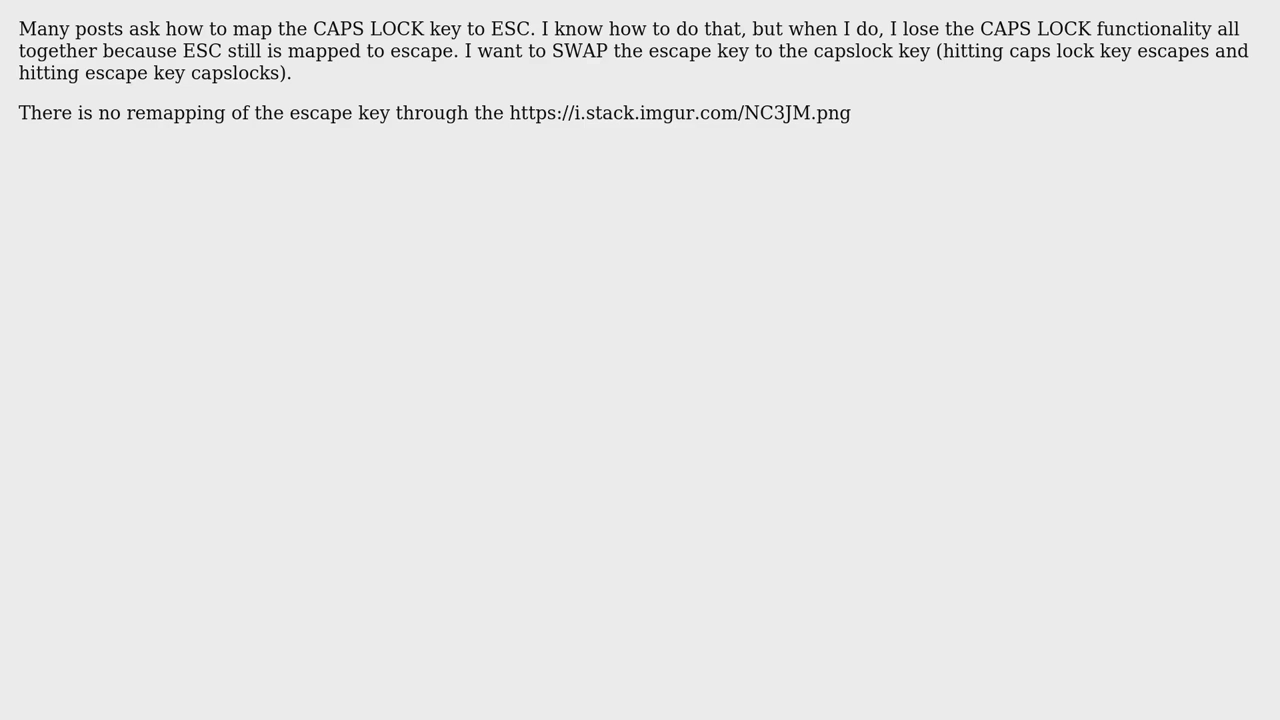 Many posts ask how to map the CAPS LOCK key to ESC. I know how to do that, but when I do, I lose the CAPS LOCK functionality all
together because ESC still is mapped to escape. I want to SWAP the escape key to the capslock key (hitting caps lock key escapes and
hitting escape key capslocks).
There is no remapping of the escape key through the https://i.stack.imgur.com/NC3JM.png